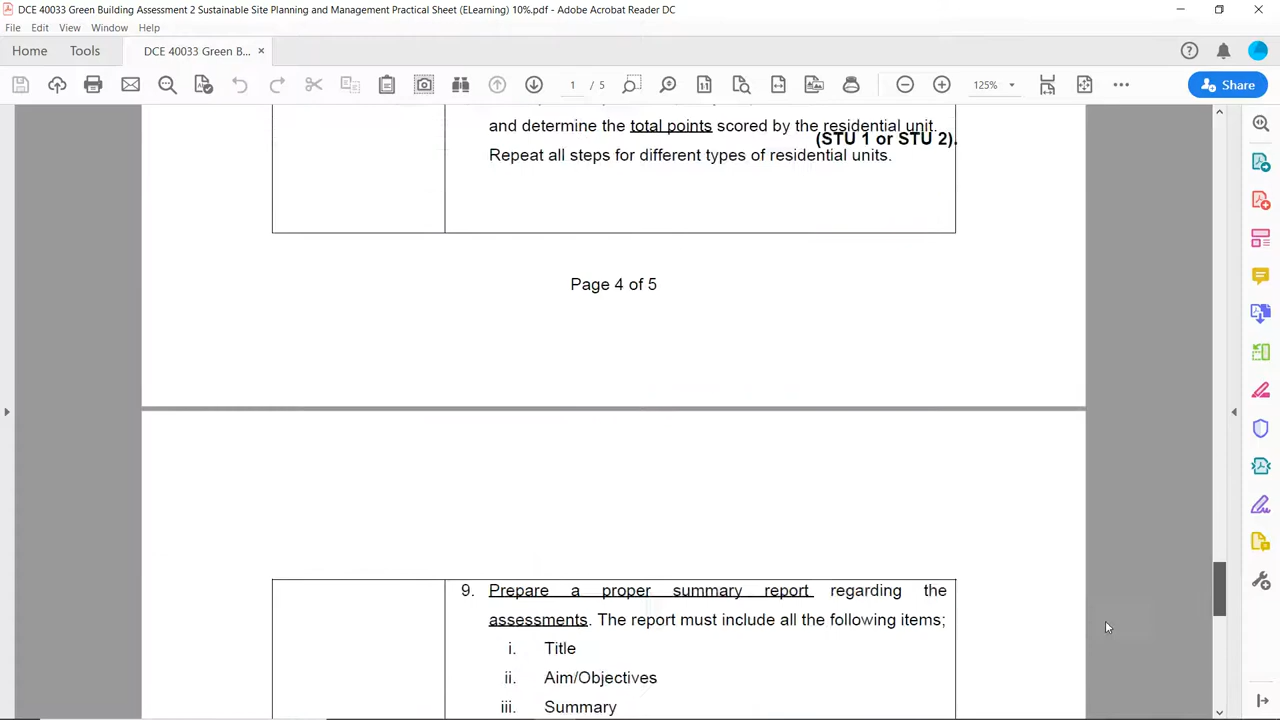 DCE 40033 Green Building Assessment 2 Sustainable Site Planning and Management Practical Sheet (ELearning) 10%.pdf - Adobe Acrobat Reader DC
File Edit View Window Help
Home Tools DCE 40033 Green B... ×
1 / 5 125% Share
and determine the total points scored by the residential unit.
(STU 1 or STU 2).
Repeat all steps for different types of residential units.
Page 4 of 5
9. Prepare a proper summary report regarding the
assessments. The report must include all the following items;
i. Title
ii. Aim/Objectives
iii. Summary